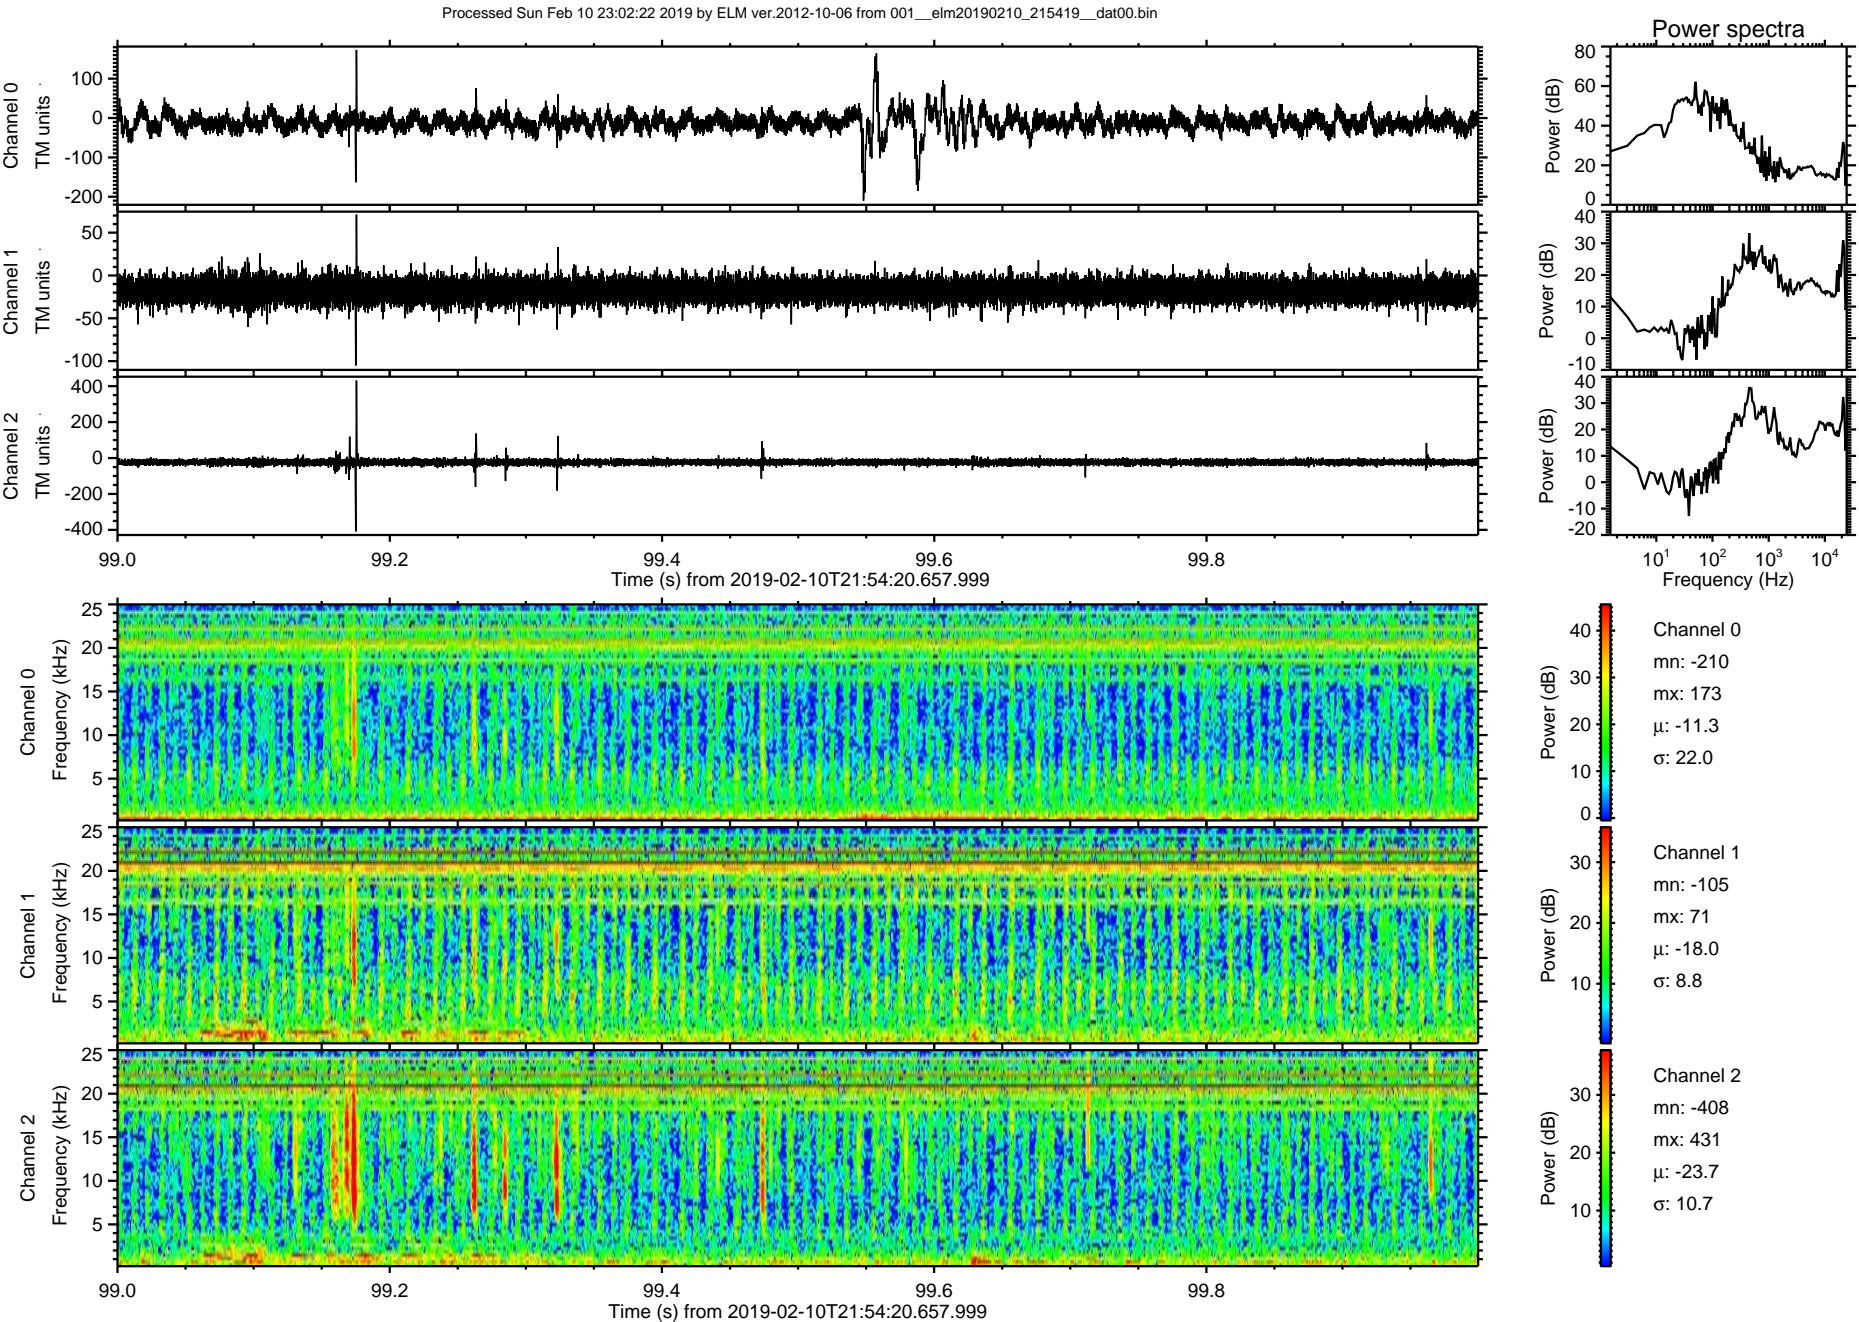 Processed Sun Feb 10 23:02:22 2019 by ELM ver.2012-10-06 from 001__elm20190210_215419__dat00.bin
Power spectra
Channel 0
TM units .
100
0
-100
-200
Power (dB)
80
60
40
20
0
Channel 1
TM units .
50
0
-50
-100
Power (dB)
40
30
20
10
0
-10
Channel 2
TM units .
400
200
0
-200
-400
Power (dB)
40
30
20
10
0
-10
-20
99.0 99.2 99.4 99.6 99.8
Time (s) from 2019-02-10T21:54:20.657.999
10^1 10^2 10^3 10^4
Frequency (Hz)
Channel 0
Frequency (kHz)
25
20
15
10
5
Power (dB)
40
30
20
10
0
Channel 0
mn: -210
mx: 173
μ: -11.3
σ: 22.0
Channel 1
Frequency (kHz)
25
20
15
10
5
Power (dB)
30
20
10
Channel 1
mn: -105
mx: 71
μ: -18.0
σ: 8.8
Channel 2
Frequency (kHz)
25
20
15
10
5
Power (dB)
30
20
10
Channel 2
mn: -408
mx: 431
μ: -23.7
σ: 10.7
99.0 99.2 99.4 99.6 99.8
Time (s) from 2019-02-10T21:54:20.657.999